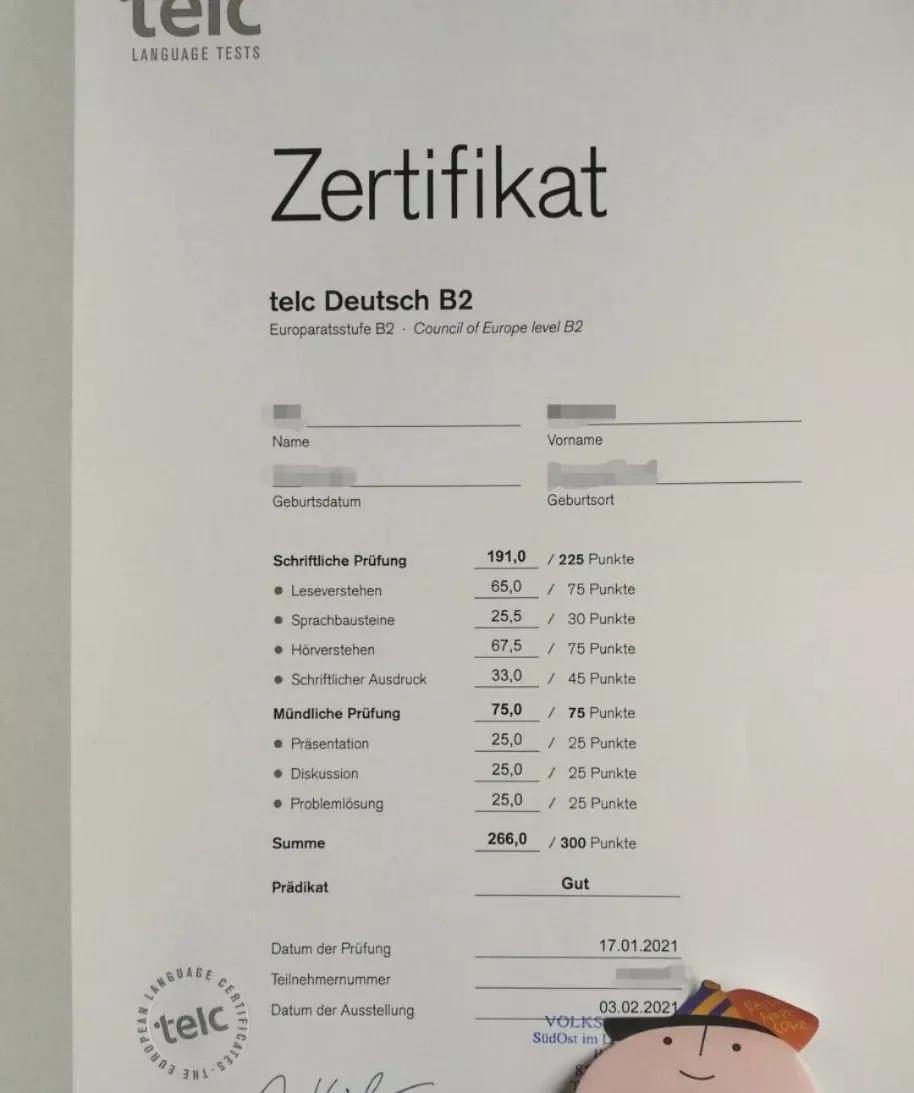 telc
LANGUAGE TESTS
Zertifikat
telc Deutsch B2
Europaratsstufe B2 · Council of Europe level B2
Name Vorname
Geburtsdatum Geburtsort
Schriftliche Prüfung 191,0 / 225 Punkte
• Leseverstehen 65,0 / 75 Punkte
• Sprachbausteine 25,5 / 30 Punkte
• Hörverstehen 67,5 / 75 Punkte
• Schriftlicher Ausdruck 33,0 / 45 Punkte
Mündliche Prüfung 75,0 / 75 Punkte
• Präsentation 25,0 / 25 Punkte
• Diskussion 25,0 / 25 Punkte
• Problemlösung 25,0 / 25 Punkte
Summe 266,0 / 300 Punkte
Prädikat Gut
Datum der Prüfung 17.01.2021
Teilnehmernummer
Datum der Ausstellung 03.02.2021
VOLKS
SüdOst im L
THE EUROPEAN LANGUAGE CERTIFICATES
telc
LOVE